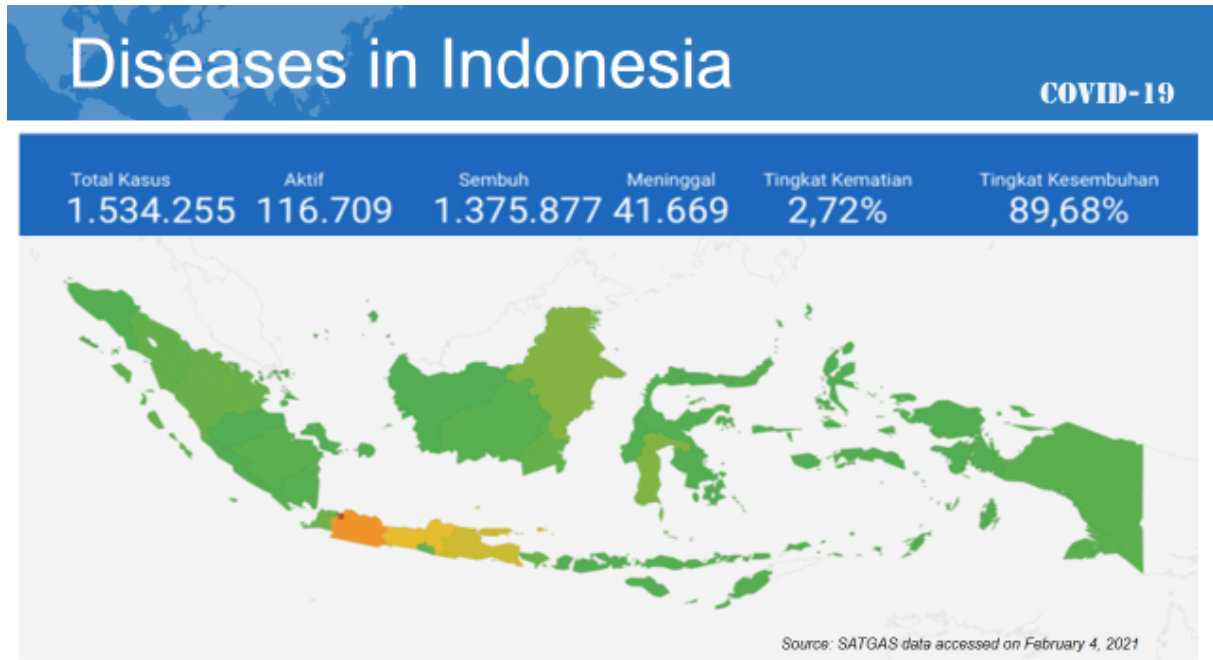 Diseases in Indonesia
COVID-19
Total Kasus Aktif Sembuh Meninggal Tingkat Kematian Tingkat Kesembuhan
1.534.255 116.709 1.375.877 41.669 2,72% 89,68%
Source: SATGAS data accessed on February 4, 2021